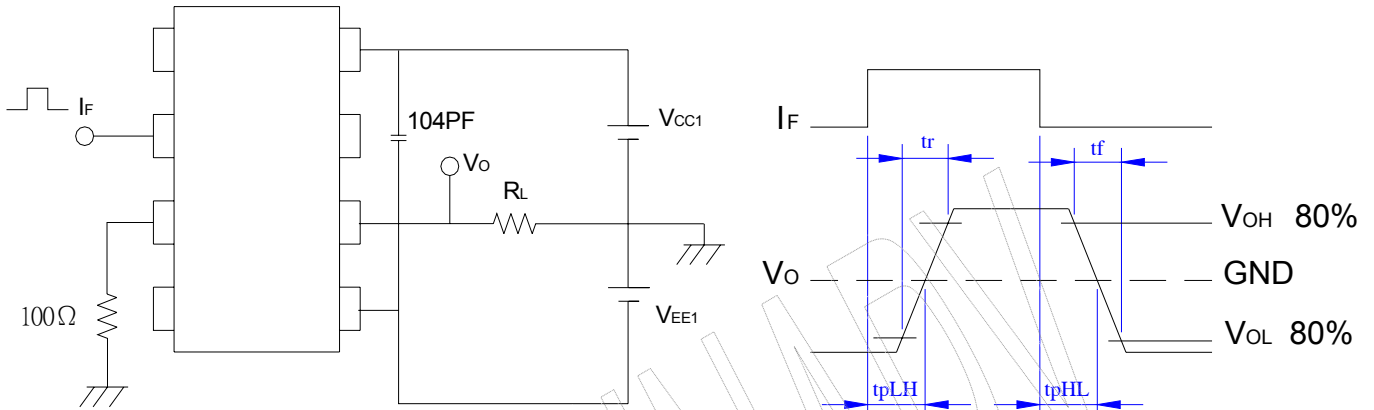 IF
104PF
VO
RL
VCC1
VEE1
100Ω
IF
tr
tf
VOH 80%
VO
GND
VOL 80%
tpLH
tpHL